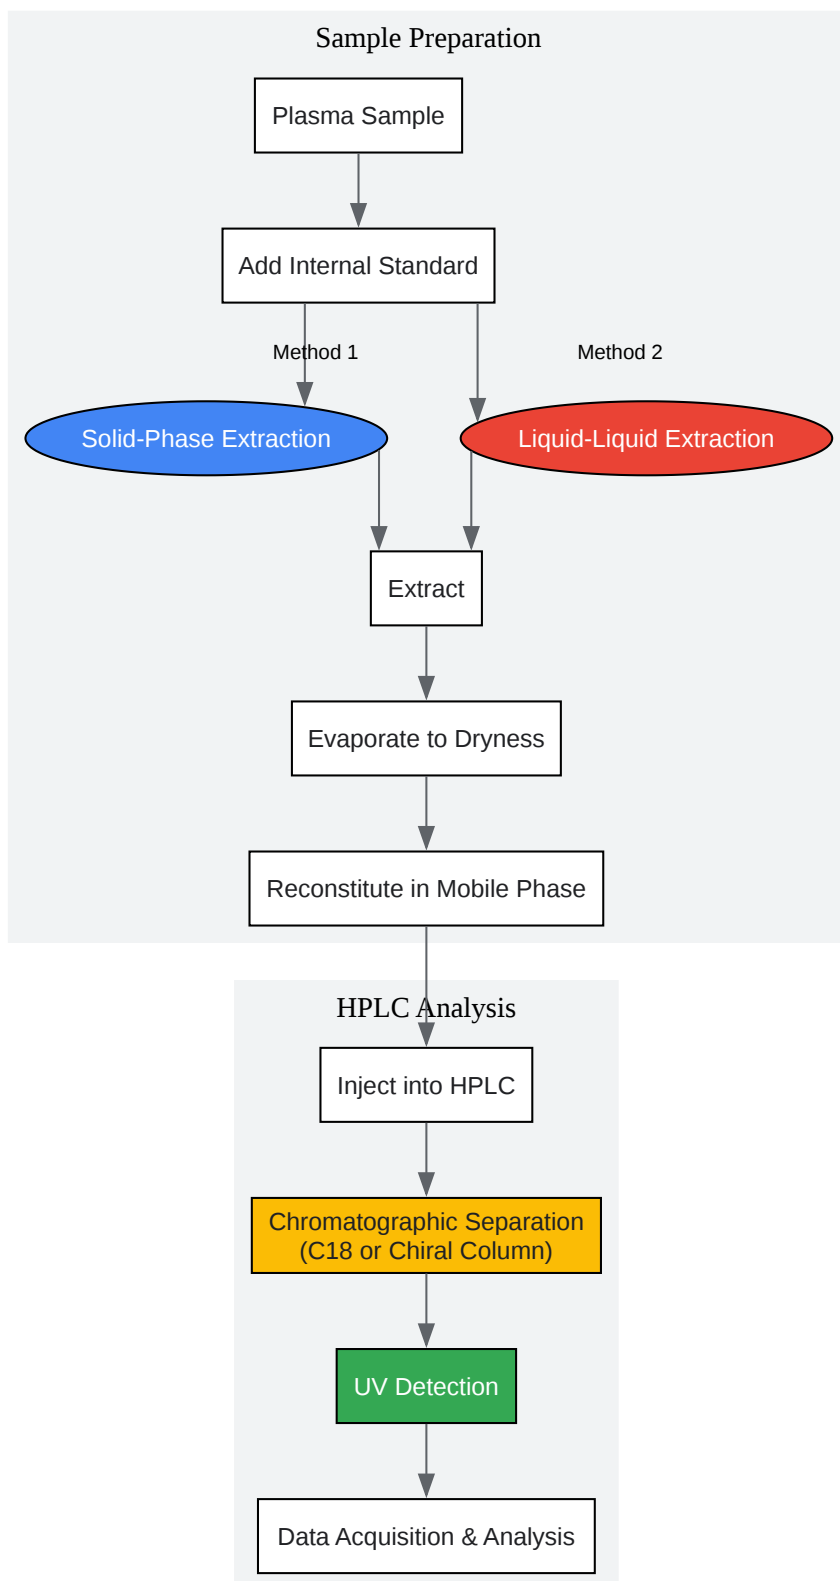 Sample Preparation
Plasma Sample
Add Internal Standard
Method 1
Method 2
Solid-Phase Extraction
Liquid-Liquid Extraction
Extract
Evaporate to Dryness
Reconstitute in Mobile Phase
HPLC Analysis
Inject into HPLC
Chromatographic Separation
(C18 or Chiral Column)
UV Detection
Data Acquisition & Analysis